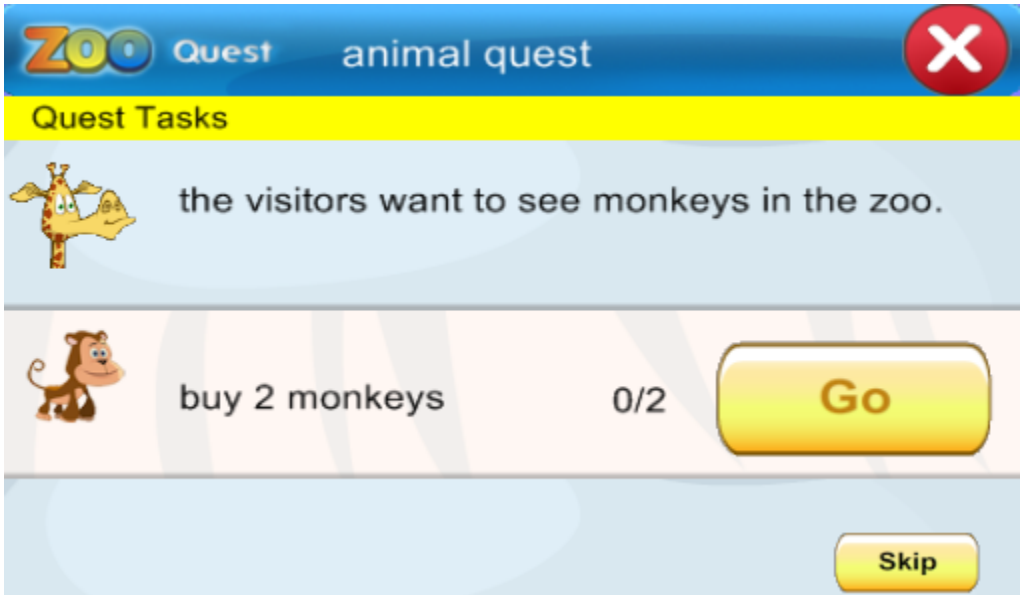 ZOO Quest animal quest
Quest Tasks
the visitors want to see monkeys in the zoo.
buy 2 monkeys 0/2 Go
Skip